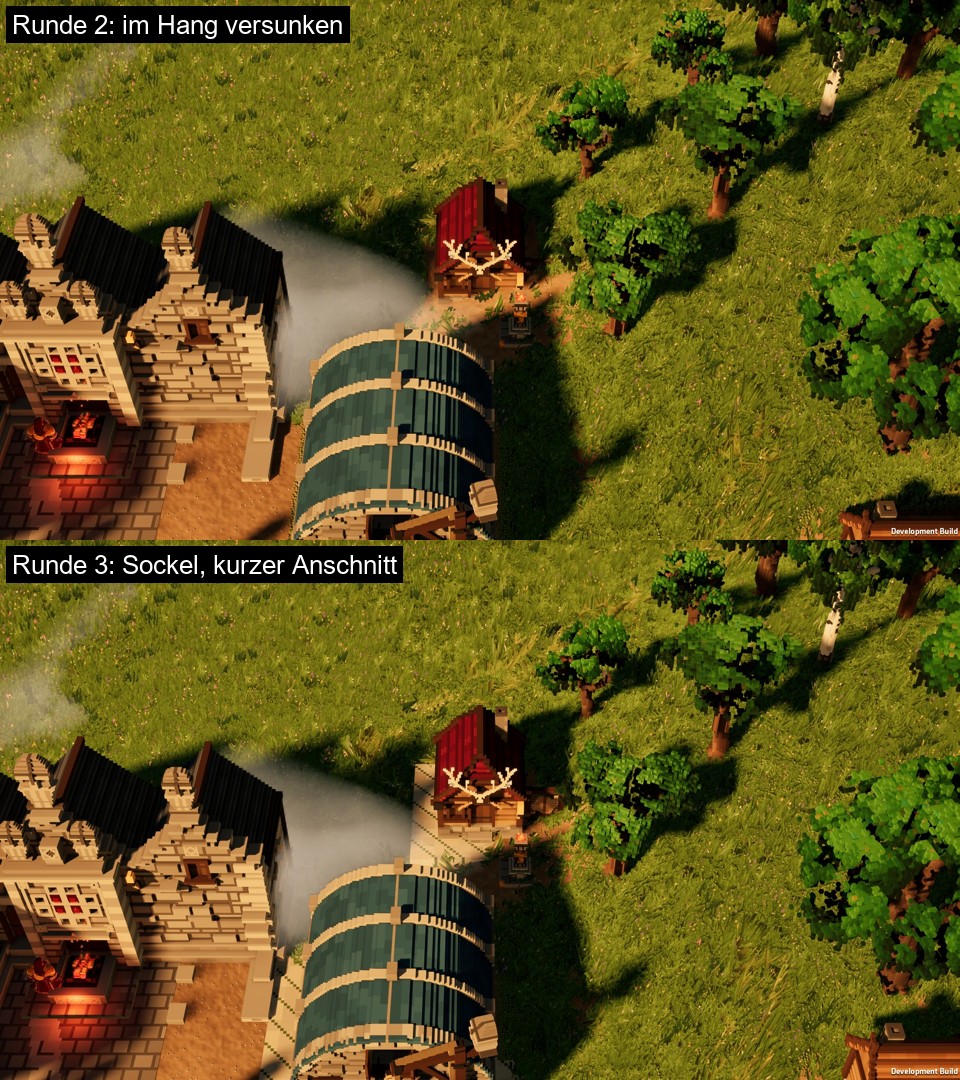 Runde 2: im Hang versunken
Development Build
Runde 3: Sockel, kurzer Anschnitt
Development Build